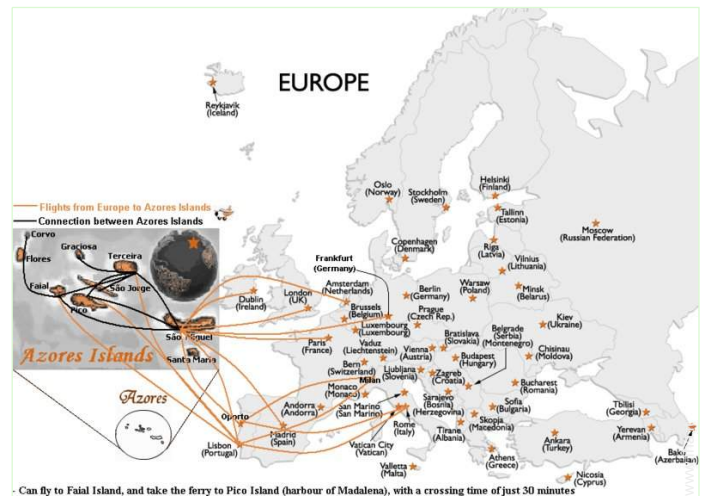 EUROPE
Reykjavik
(Iceland)
Flights from Europe to Azores Islands
Connection between Azores Islands
Corvo
Graciosa
Flores
Terceira
Faial
São Jorge
Pico
São Miguel
Azores Islands
Santa Maria
Azores
Oslo
(Norway)
Stockholm
(Sweden)
Helsinki
(Finland)
Tallinn
(Estonia)
Moscow
(Russian Federation)
Copenhagen
(Denmark)
Riga
(Latvia)
Vilnius
(Lithuania)
Frankfurt
(Germany)
Minsk
(Belarus)
Dublin
(Ireland)
London
(UK)
Amsterdam
(Netherlands)
Berlin
(Germany)
Warsaw
(Poland)
Brussels
(Belgium)
Prague
(Czech Rep.)
Kiev
(Ukraine)
Luxembourg
(Luxembourg)
Paris
(France)
Vaduz
(Liechtenstein)
Vienna
(Austria)
Bratislava
(Slovakia)
Belgrade
(Serbia)
(Montenegro)
Chisinau
(Moldova)
Budapest
(Hungary)
Bern
(Switzerland)
Ljubljana
(Slovenia)
Zagreb
(Croatia)
Milan
Monaco
(Monaco)
Bucharest
(Romania)
Andorra
(Andorra)
San Marino
(San Marino)
Sarajevo
(Bosnia)
(Herzegovina)
Sofia
(Bulgaria)
Tbilisi
(Georgia)
Oporto
Skopja
(Macedonia)
Rome
(Italy)
Tirane
(Albania)
Yerevan
(Armenia)
Madrid
(Spain)
Lisbon
(Portugal)
Vatican City
(Vatican)
Ankara
(Turkey)
Athens
(Greece)
Baku
(Azerbaijan)
Valletta
(Malta)
Nicosia
(Cyprus)
- Can fly to Faial Island, and take the ferry to Pico Island (harbour of Madalena), with a crossing time of just 30 minutes